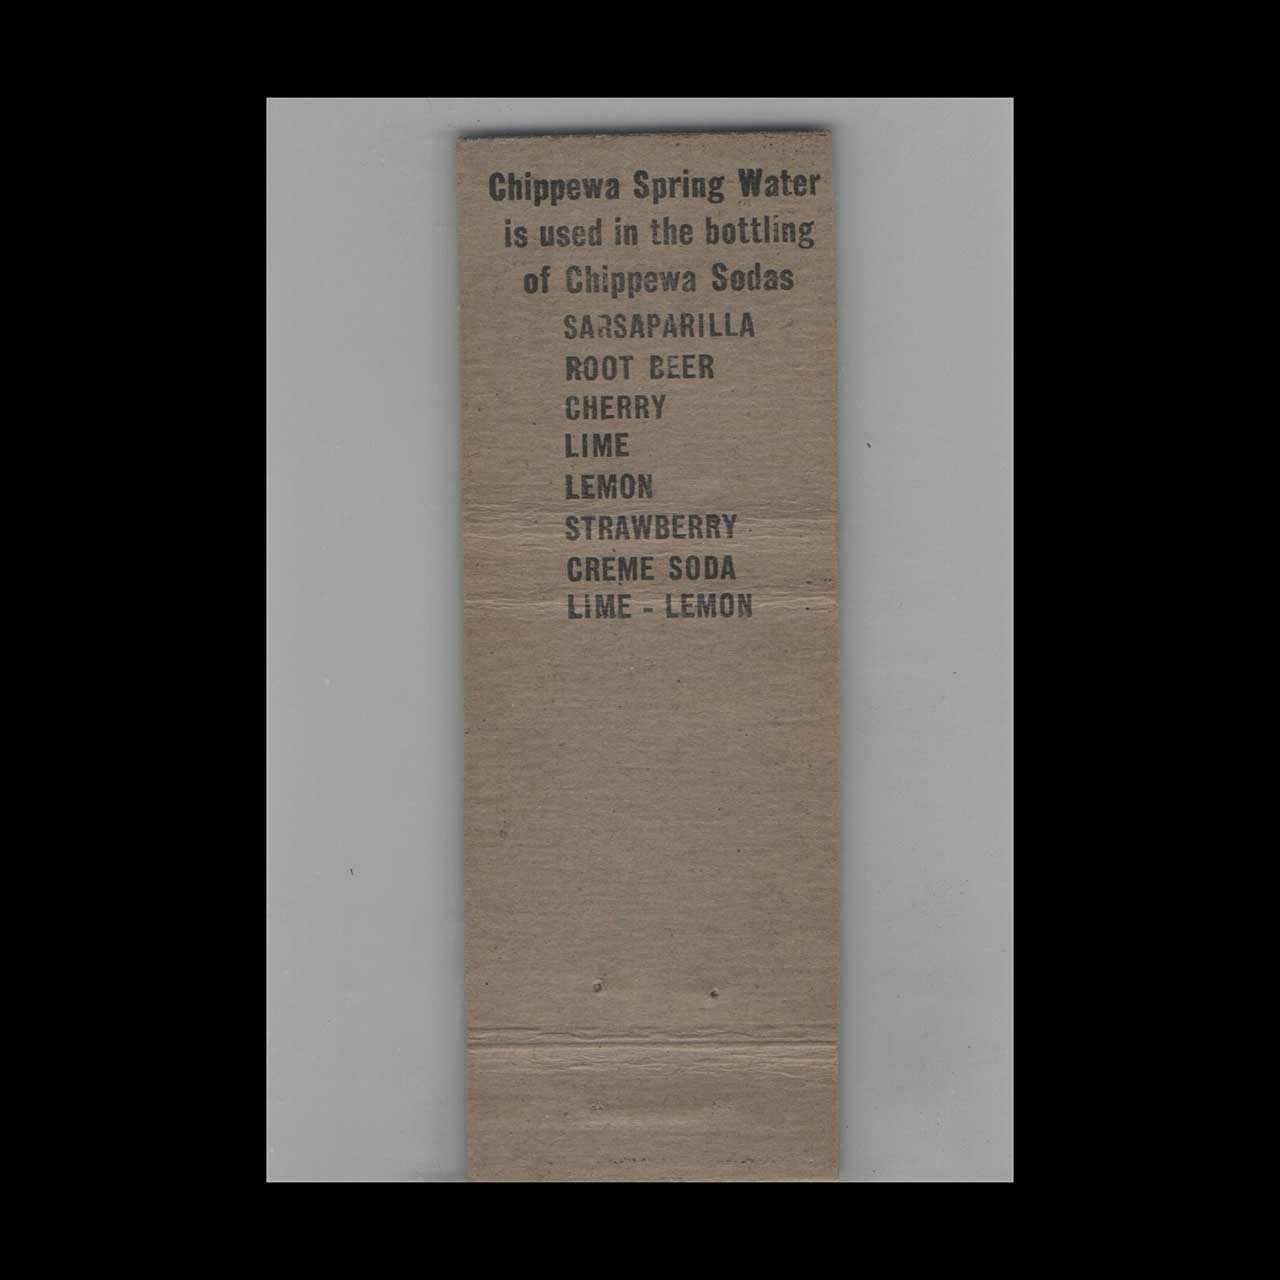 Chippewa Spring Water
is used in the bottling
of Chippewa Sodas
SARSAPARILLA
ROOT BEER
CHERRY
LIME
LEMON
STRAWBERRY
CREME SODA
LIME - LEMON